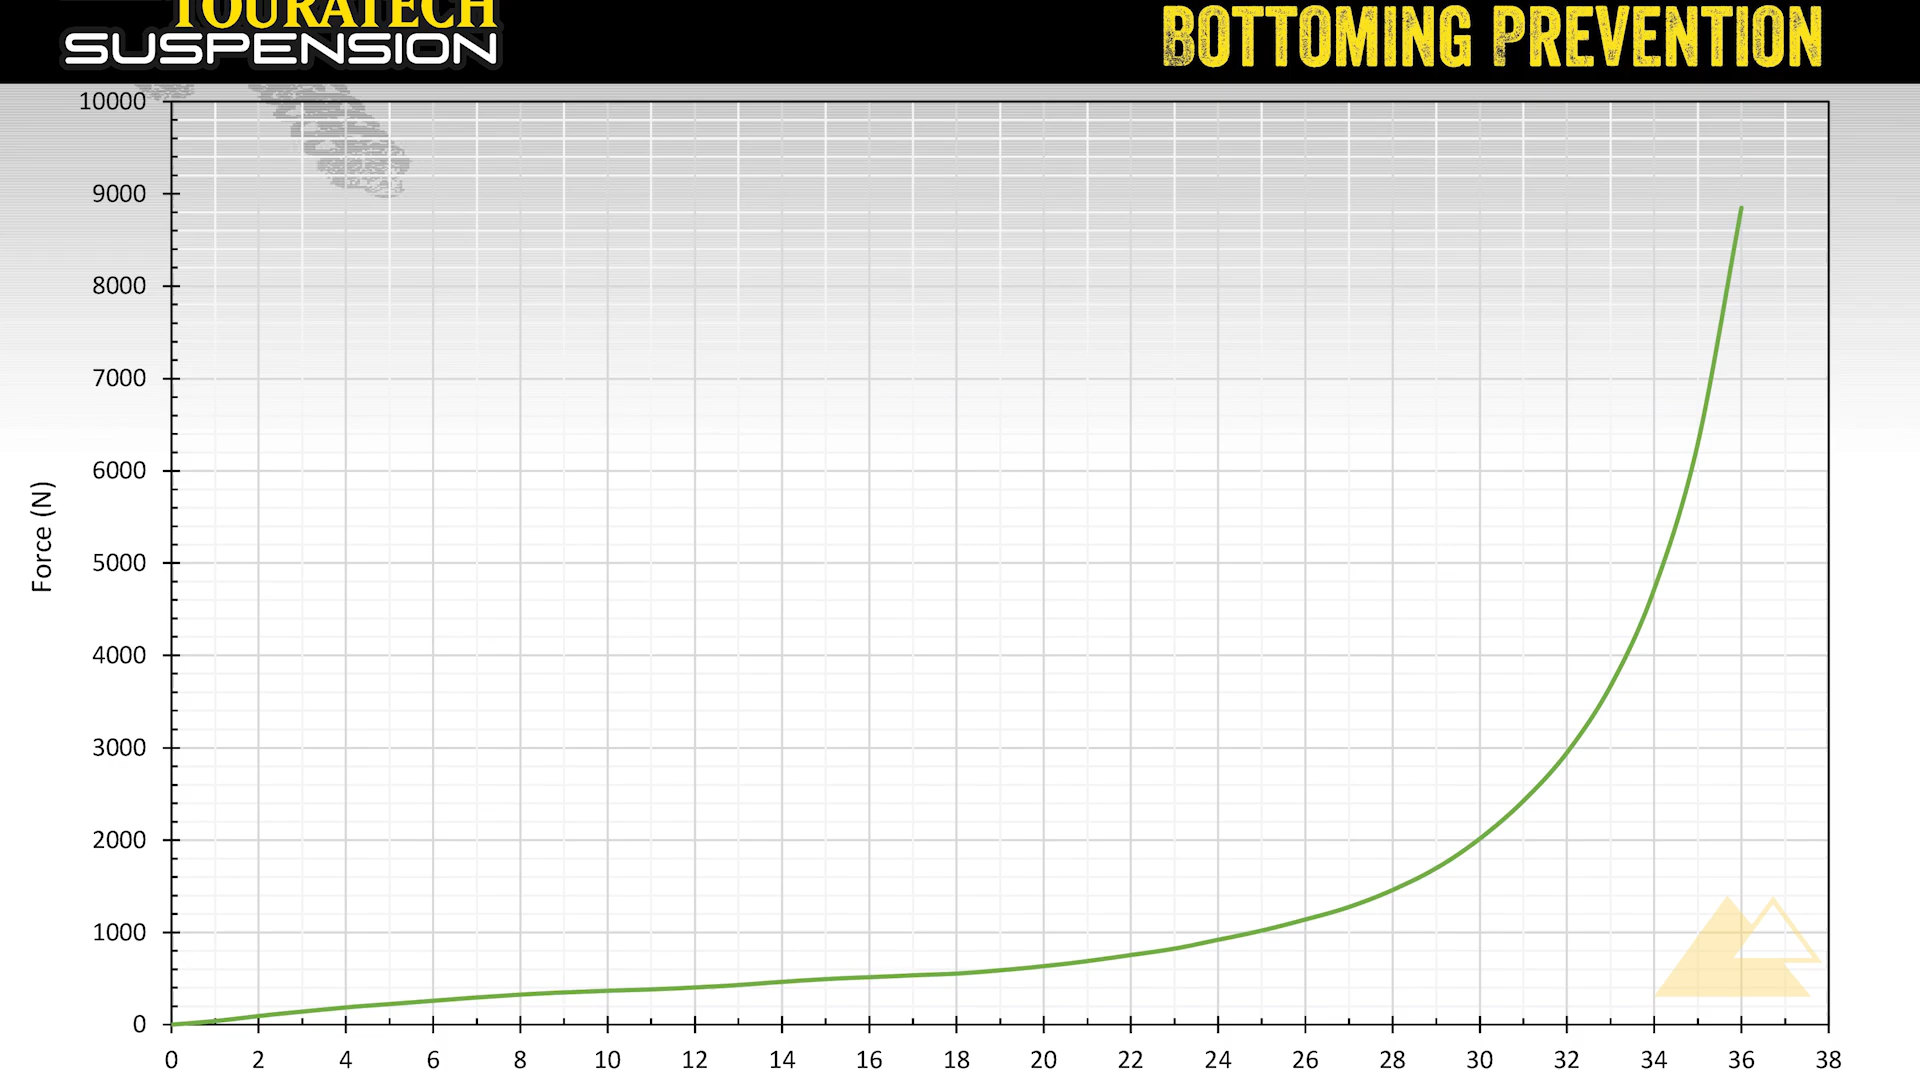 TOURATECH
SUSPENSION
BOTTOMING PREVENTION
10000
9000
8000
7000
6000
5000
4000
3000
2000
1000
0
Force (N)
0 2 4 6 8 10 12 14 16 18 20 22 24 26 28 30 32 34 36 38